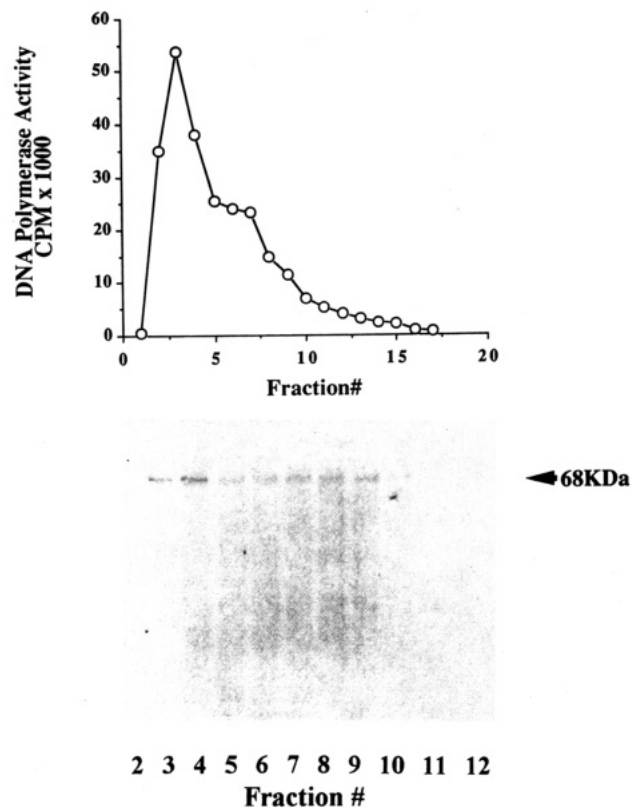 DNA Polymerase Activity
CPM x 1000
60
50
40
30
20
10
0
0 5 10 15 20
Fraction#
68KDa
2 3 4 5 6 7 8 9 10 11 12
Fraction #